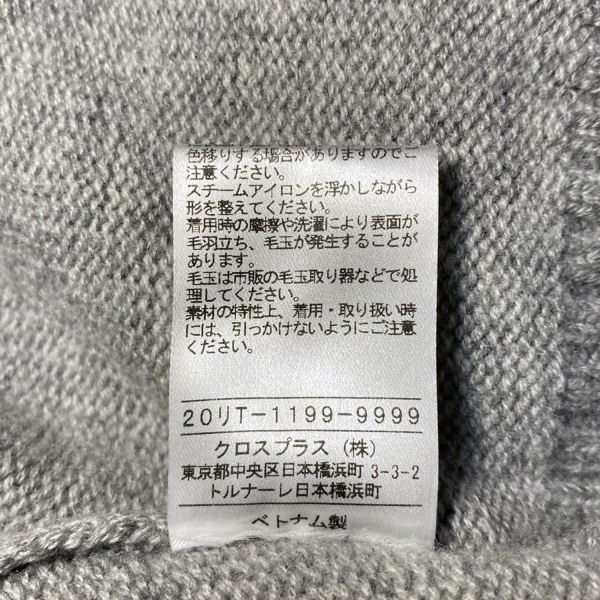 色移りする場合がありますのでご
注意ください。
スチームアイロンを浮かしながら
形を整えてください。
着用時の摩擦や洗濯により表面が
毛羽立ち、毛玉が発生することが
あります。
毛玉は市販の毛玉取り器などで処
理してください。
素材の特性上、着用・取り扱い時
には、引っかけないようにご注意
ください。
20リT-1199-9999
クロスプラス（株）
東京都中央区日本橋浜町 3-3-2
トルナーレ日本橋浜町
ベトナム製